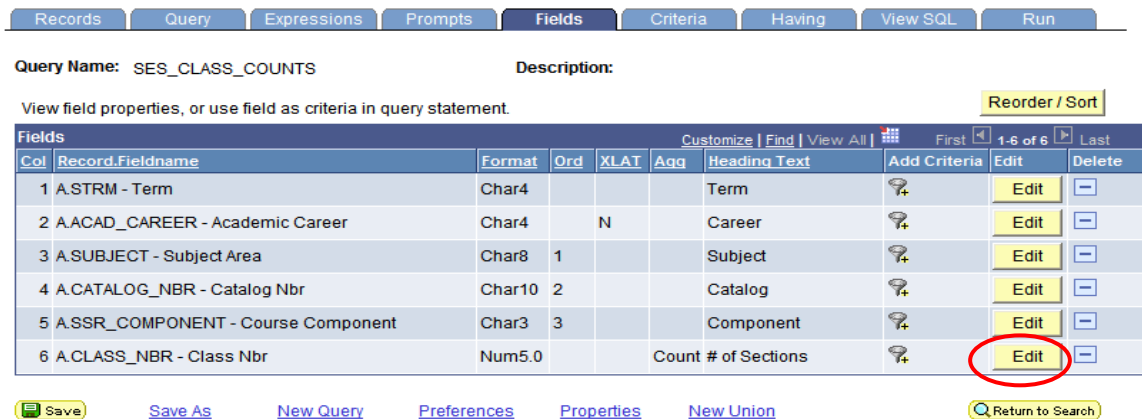 Records Query Expressions Prompts Fields Criteria Having View SQL Run
Query Name: SES_CLASS_COUNTS Description:
View field properties, or use field as criteria in query statement. Reorder / Sort
Fields Customize | Find | View All | First 1-6 of 6 Last
Col Record.Fieldname Format Ord XLAT Agg Heading Text Add Criteria Edit Delete
1 A.STRM - Term Char4 Term Edit
2 A.ACAD_CAREER - Academic Career Char4 N Career Edit
3 A.SUBJECT - Subject Area Char8 1 Subject Edit
4 A.CATALOG_NBR - Catalog Nbr Char10 2 Catalog Edit
5 A.SSR_COMPONENT - Course Component Char3 3 Component Edit
6 A.CLASS_NBR - Class Nbr Num5.0 Count # of Sections Edit
Save Save As New Query Preferences Properties New Union Return to Search